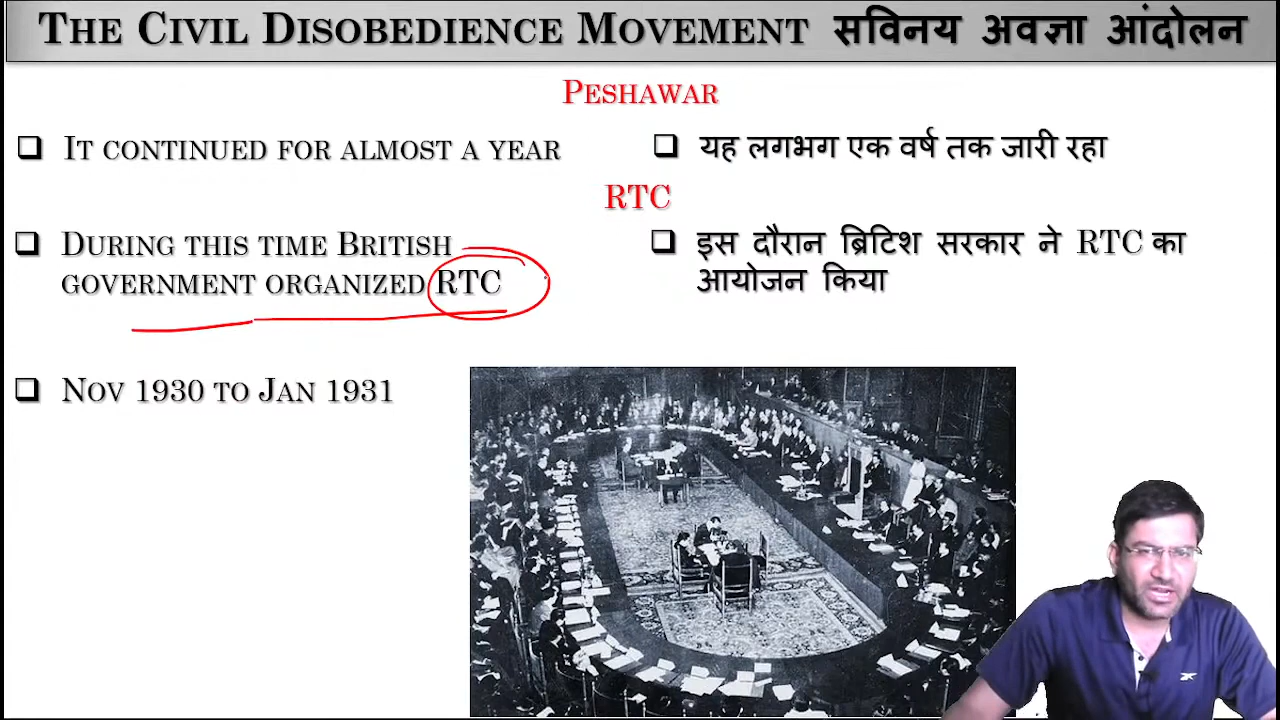 THE CIVIL DISOBEDIENCE MOVEMENT सविनय अवज्ञा आंदोलन
PESHAWAR
❑ IT CONTINUED FOR ALMOST A YEAR
❑ यह लगभग एक वर्ष तक जारी रहा
RTC
❑ DURING THIS TIME BRITISH
GOVERNMENT ORGANIZED RTC
❑ इस दौरान ब्रिटिश सरकार ने RTC का
आयोजन किया
❑ NOV 1930 TO JAN 1931